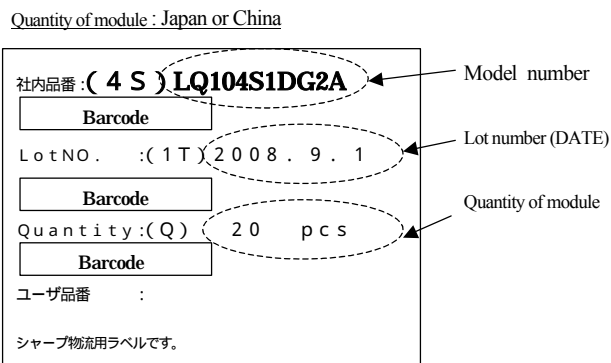 Quantity of module : Japan or China
社内品番:(４Ｓ)LQ104S1DG2A
Model number
Barcode
Lot number (DATE)
ＬｏｔＮＯ． :(１Ｔ)２００８．９．１
Barcode
Quantity of module
Ｑｕａｎｔｉｔｙ:(Ｑ) ２０ ｐｃｓ
Barcode
ユーザ品番 :
シャープ物流用ラベルです。